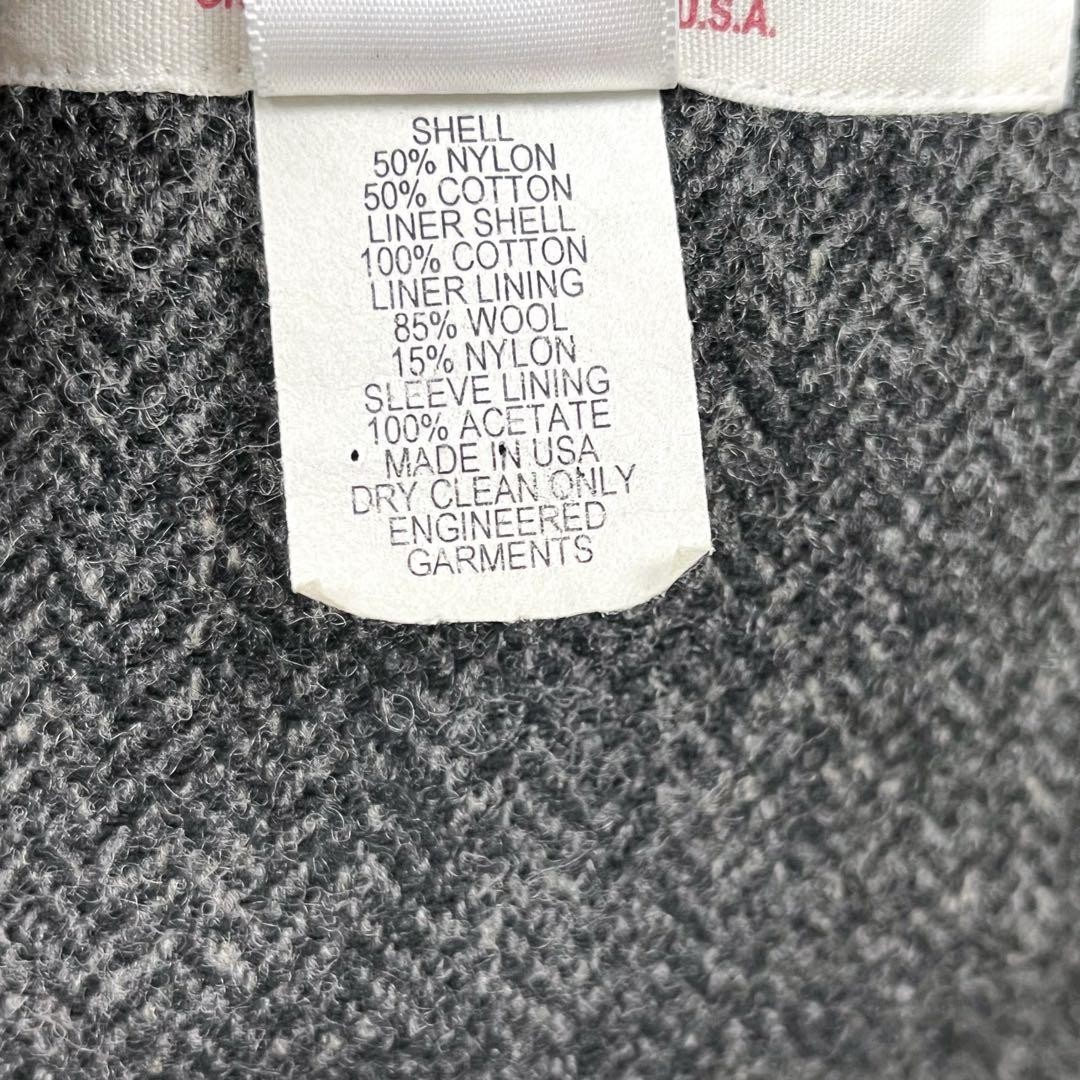 U.S.A.
SHELL
50% NYLON
50% COTTON
LINER SHELL
100% COTTON
LINER LINING
85% WOOL
15% NYLON
SLEEVE LINING
100% ACETATE
MADE IN USA
DRY CLEAN ONLY
ENGINEERED
GARMENTS